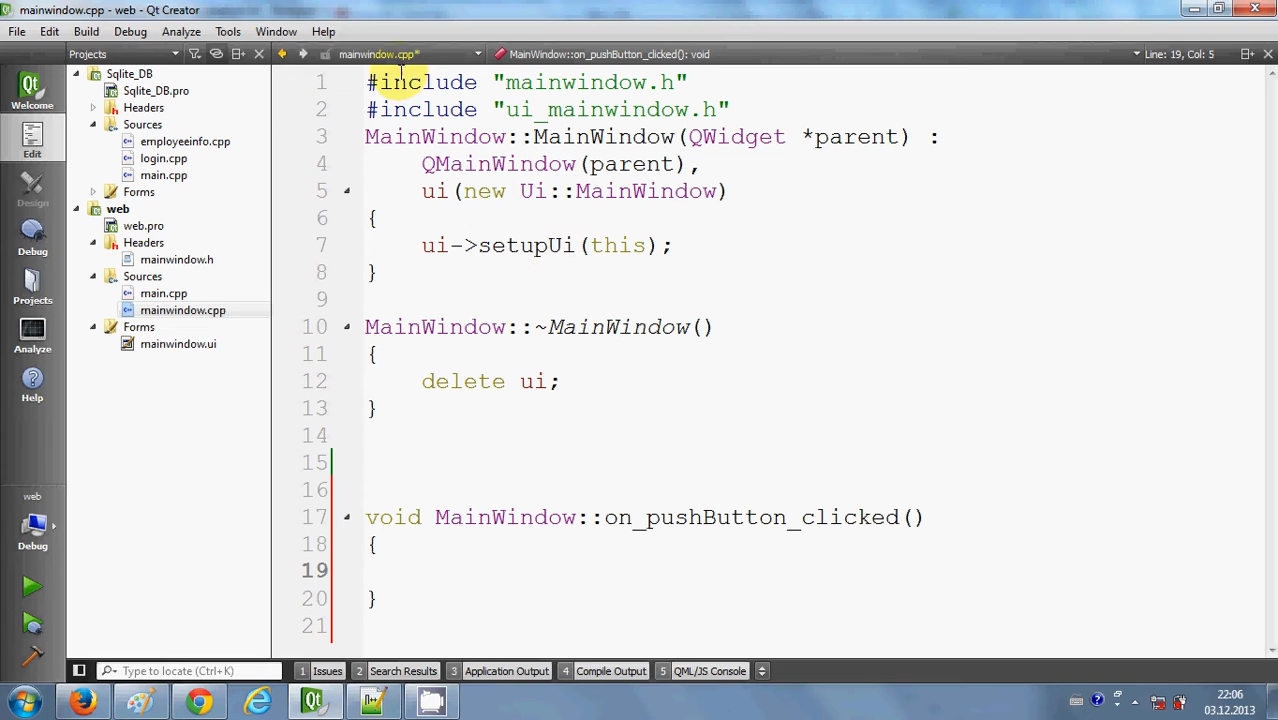 mainwindow.cpp - web - Qt Creator
File Edit Build Debug Analyze Tools Window Help
Projects mainwindow.cpp* MainWindow::on_pushButton_clicked(): void Line: 19, Col: 5
Welcome
Edit
Design
Debug
Projects
Analyze
Help
web
Debug
Sqlite_DB
Sqlite_DB.pro
Headers
Sources
employeeinfo.cpp
login.cpp
main.cpp
Forms
web
web.pro
Headers
mainwindow.h
Sources
main.cpp
mainwindow.cpp
Forms
mainwindow.ui
1 #include "mainwindow.h"
2 #include "ui_mainwindow.h"
3 MainWindow::MainWindow(QWidget *parent) :
4     QMainWindow(parent),
5     ui(new Ui::MainWindow)
6 {
7     ui->setupUi(this);
8 }
9
10 MainWindow::~MainWindow()
11 {
12     delete ui;
13 }
14
15
16
17 void MainWindow::on_pushButton_clicked()
18 {
19
20 }
21
Type to locate (Ctrl+K) 1 Issues 2 Search Results 3 Application Output 4 Compile Output 5 QML/JS Console
22:06
03.12.2013